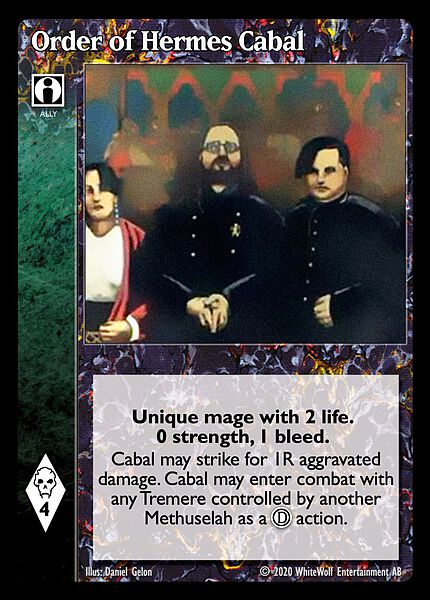 Order of Hermes Cabal
ALLY
Unique mage with 2 life.
0 strength, 1 bleed.
Cabal may strike for 1R aggravated
damage. Cabal may enter combat with
any Tremere controlled by another
Methuselah as a Ⓓ action.
4
Illus: Daniel Gelon
© 2020 WhiteWolf Entertainment AB